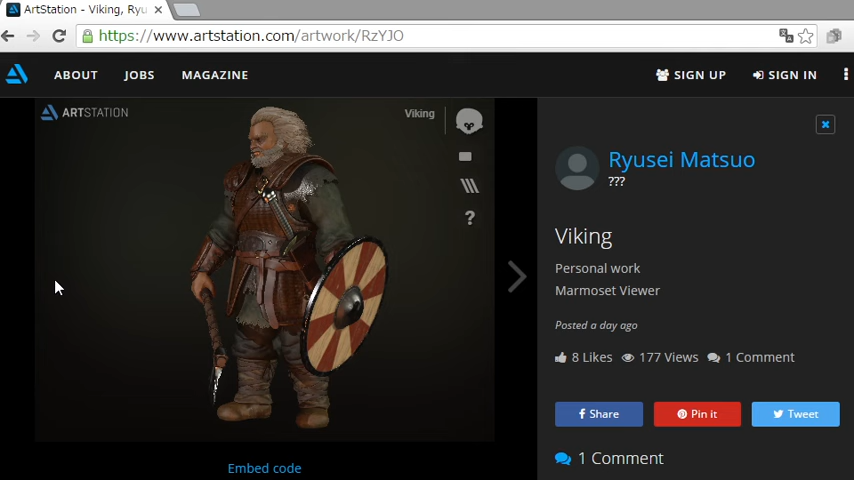 ArtStation - Viking, Ryu
https://www.artstation.com/artwork/RzYJO
ABOUT JOBS MAGAZINE SIGN UP SIGN IN
ARTSTATION
Viking
?
Ryusei Matsuo
???
Viking
Personal work
Marmoset Viewer
Posted a day ago
8 Likes 177 Views 1 Comment
Share Pin it Tweet
1 Comment
Embed code